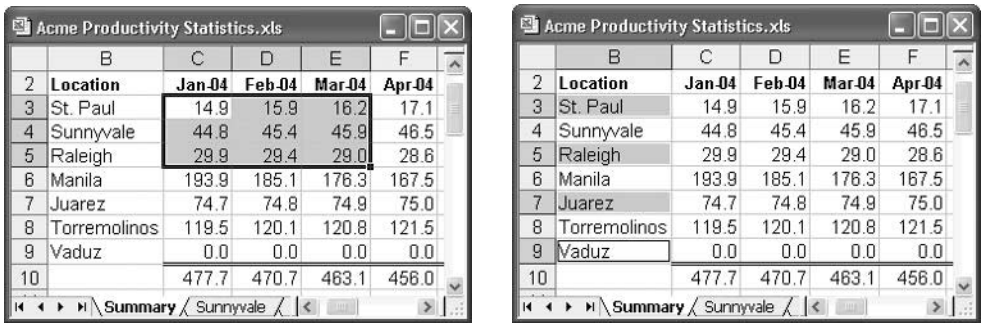 Acme Productivity Statistics.xls
B C D E F
2 Location Jan-04 Feb-04 Mar-04 Apr-04
3 St. Paul 14.9 15.9 16.2 17.1
4 Sunnyvale 44.8 45.4 45.9 46.5
5 Raleigh 29.9 29.4 29.0 28.6
6 Manila 193.9 185.1 176.3 167.5
7 Juarez 74.7 74.8 74.9 75.0
8 Torremolinos 119.5 120.1 120.8 121.5
9 Vaduz 0.0 0.0 0.0 0.0
10 477.7 470.7 463.1 456.0
Summary Sunnyvale
Acme Productivity Statistics.xls
B C D E F
2 Location Jan-04 Feb-04 Mar-04 Apr-04
3 St. Paul 14.9 15.9 16.2 17.1
4 Sunnyvale 44.8 45.4 45.9 46.5
5 Raleigh 29.9 29.4 29.0 28.6
6 Manila 193.9 185.1 176.3 167.5
7 Juarez 74.7 74.8 74.9 75.0
8 Torremolinos 119.5 120.1 120.8 121.5
9 Vaduz 0.0 0.0 0.0 0.0
10 477.7 470.7 463.1 456.0
Summary Sunnyvale